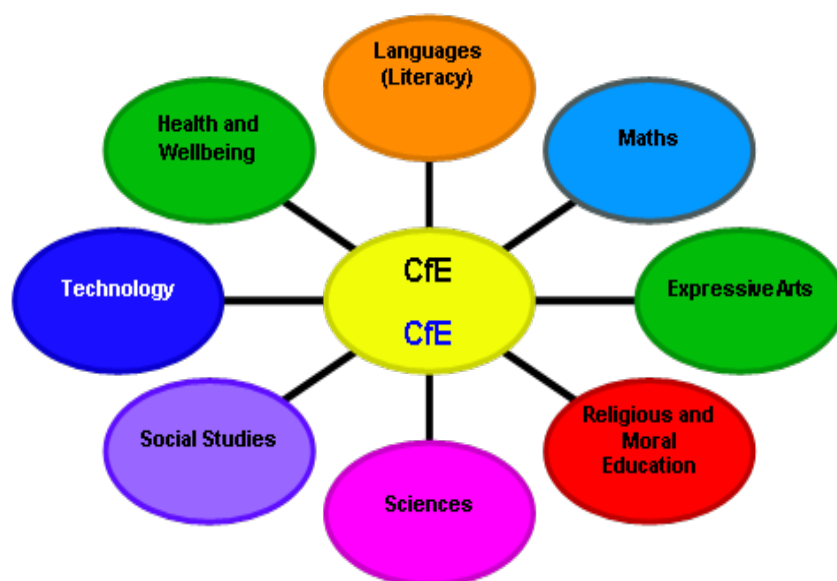 Languages
(Literacy)
Health and
Wellbeing
Maths
CfE
CfE
Technology
Expressive Arts
Social Studies
Religious and
Moral
Education
Sciences